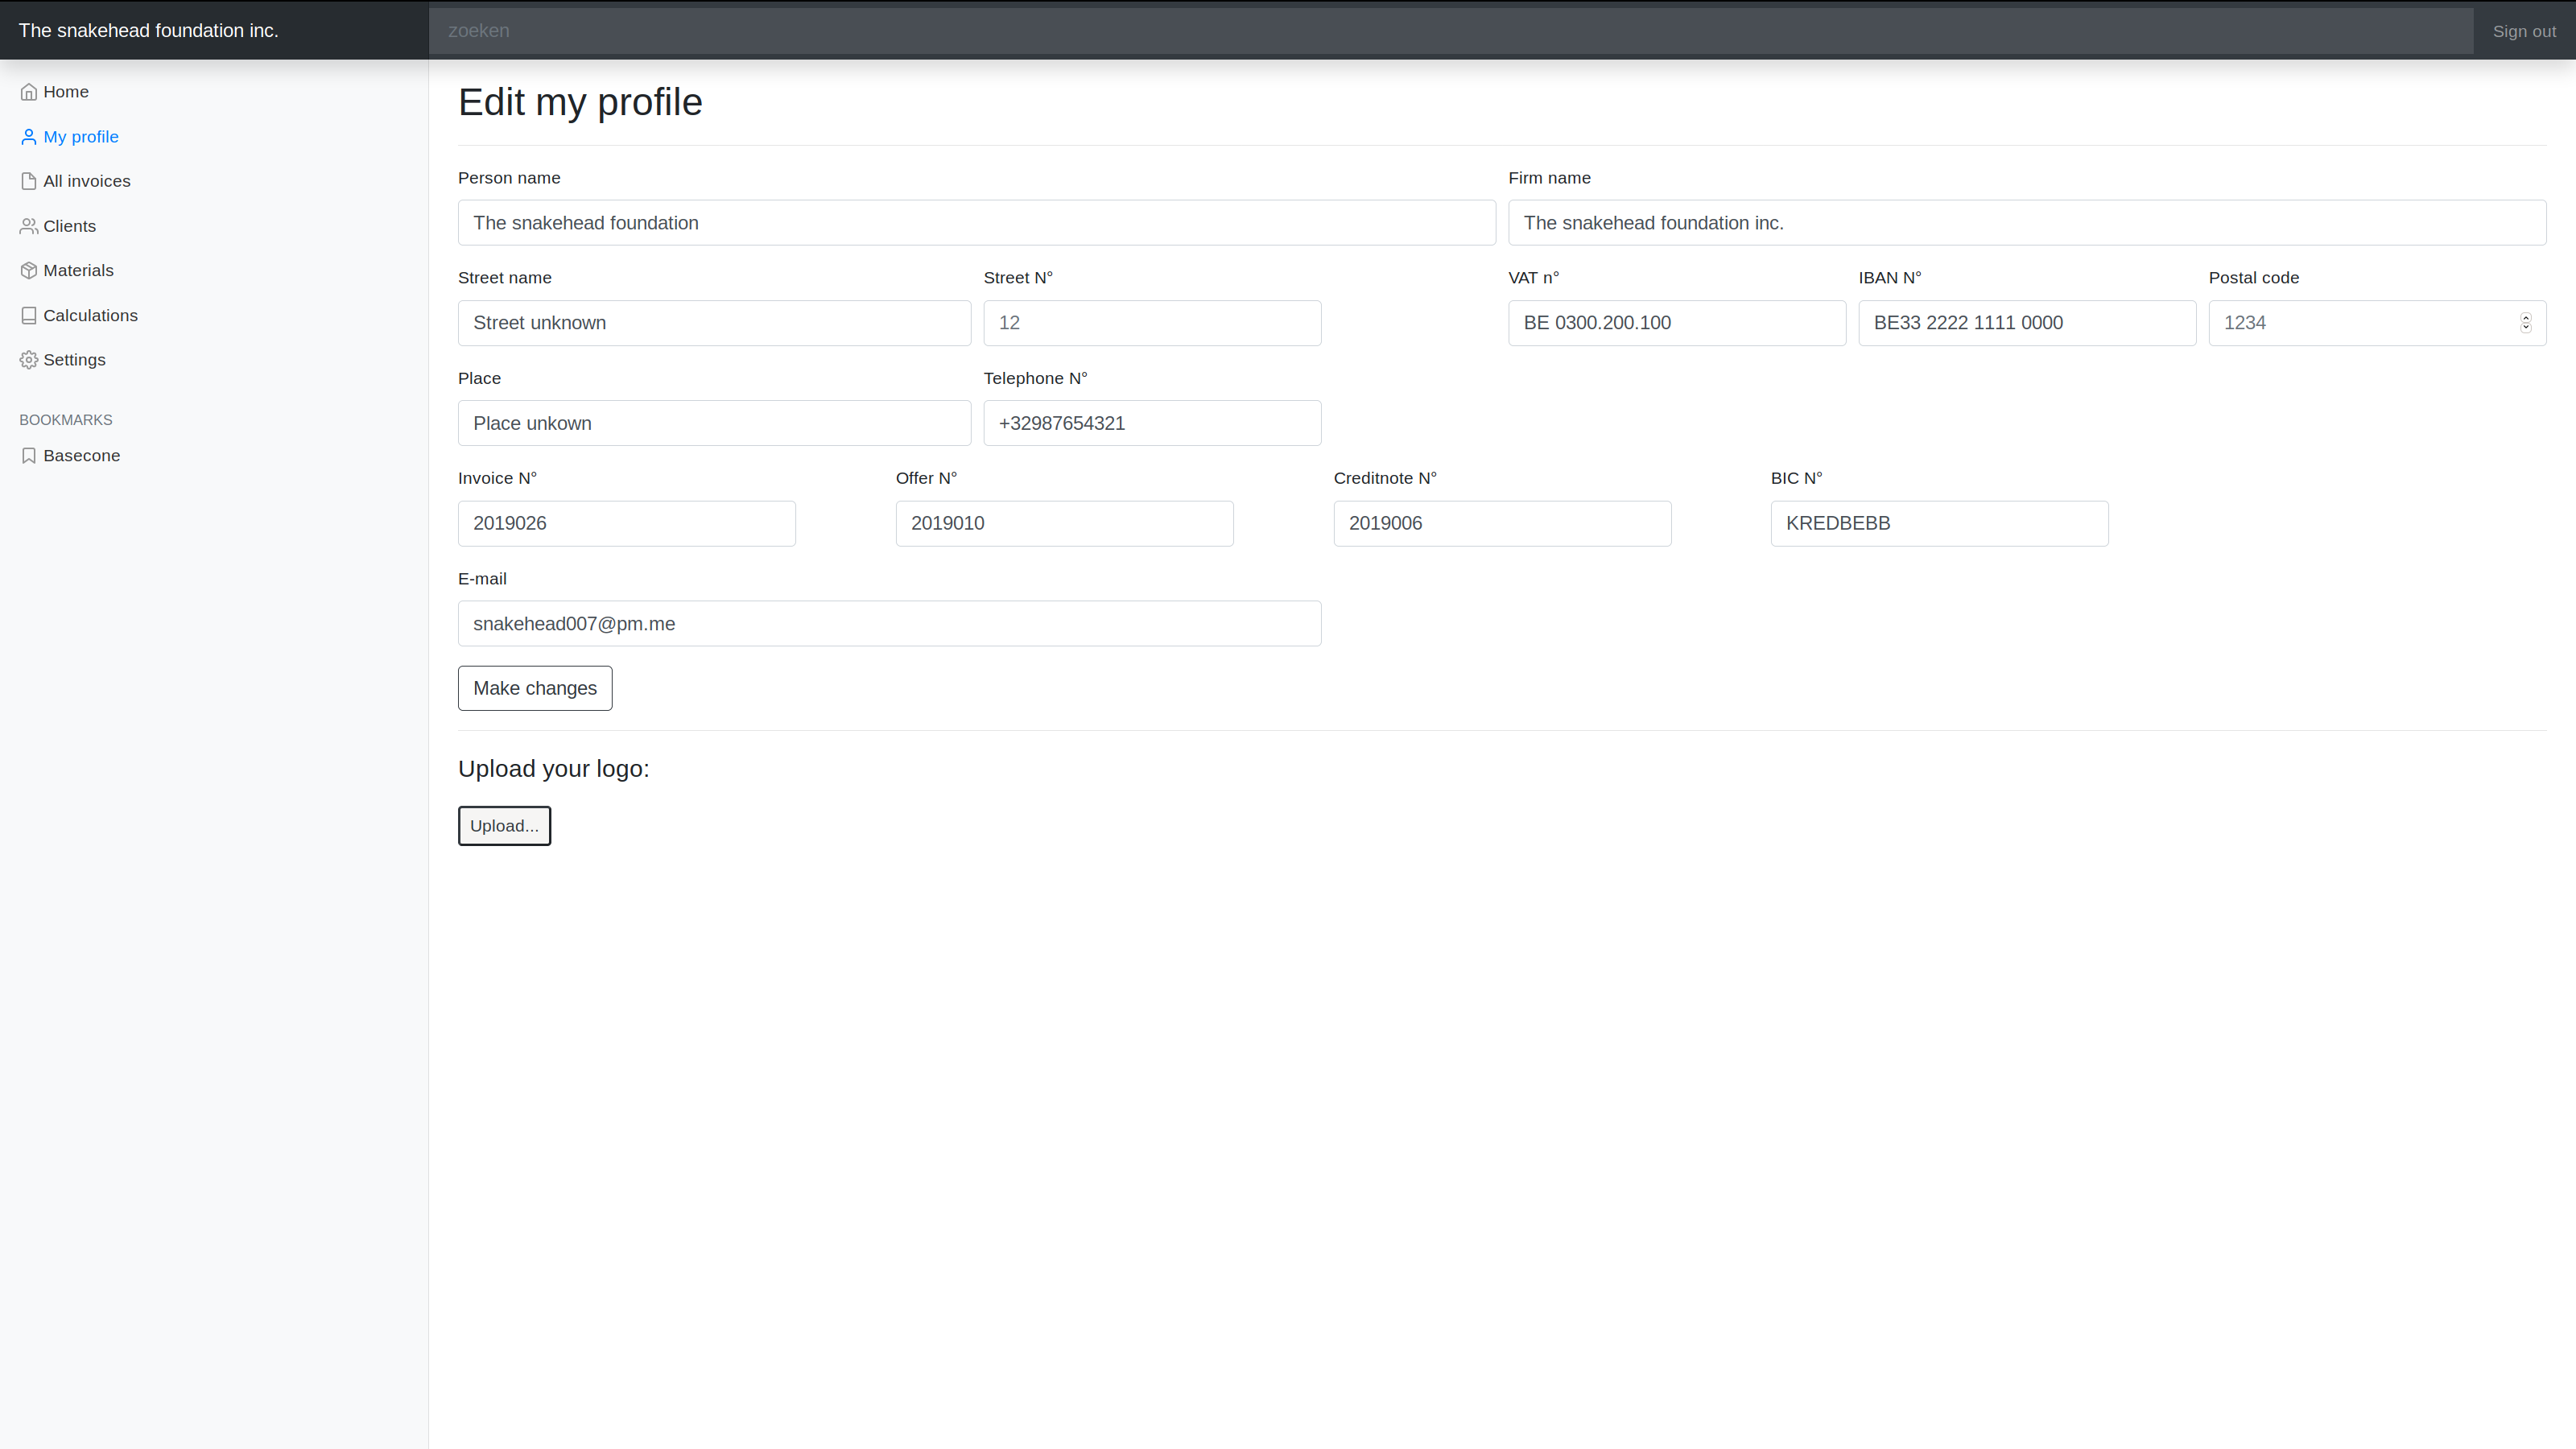 The snakehead foundation inc.
zoeken
Sign out
Home
My profile
All invoices
Clients
Materials
Calculations
Settings
BOOKMARKS
Basecone
Edit my profile
Person name
Firm name
The snakehead foundation
The snakehead foundation inc.
Street name
Street N°
VAT n°
IBAN N°
Postal code
Street unknown
12
BE 0300.200.100
BE33 2222 1111 0000
1234
Place
Telephone N°
Place unkown
+32987654321
Invoice N°
Offer N°
Creditnote N°
BIC N°
2019026
2019010
2019006
KREDBEBB
E-mail
snakehead007@pm.me
Make changes
Upload your logo:
Upload...